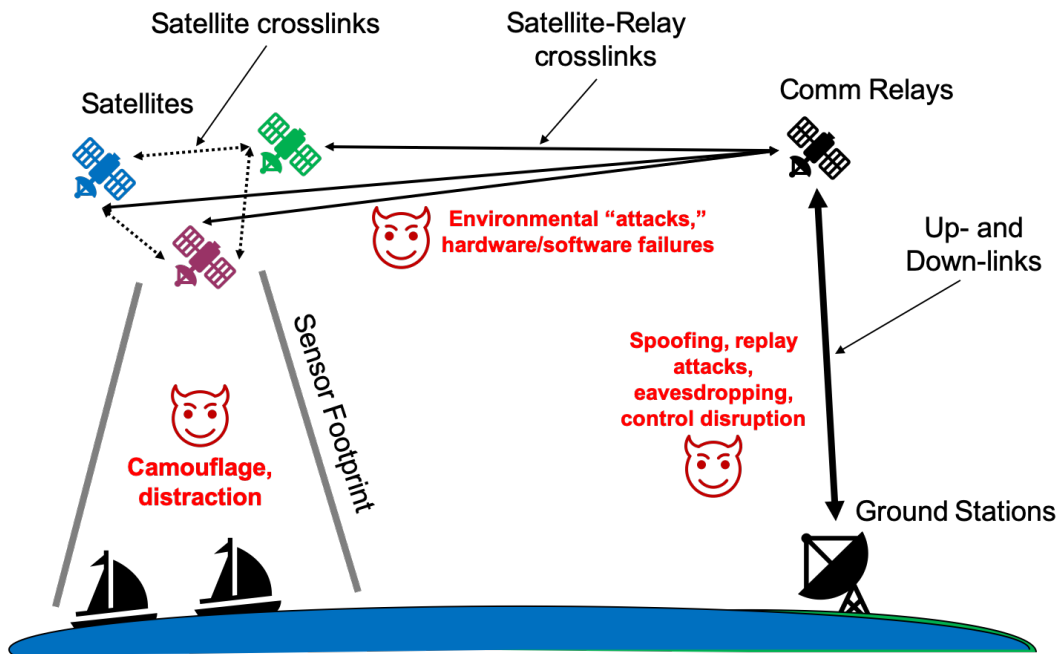 Satellite crosslinks
Satellite-Relay
crosslinks
Satellites
Comm Relays
Environmental “attacks,”
hardware/software failures
Up- and
Down-links
Sensor Footprint
Spoofing, replay
attacks,
eavesdropping,
control disruption
Camouflage,
distraction
Ground Stations